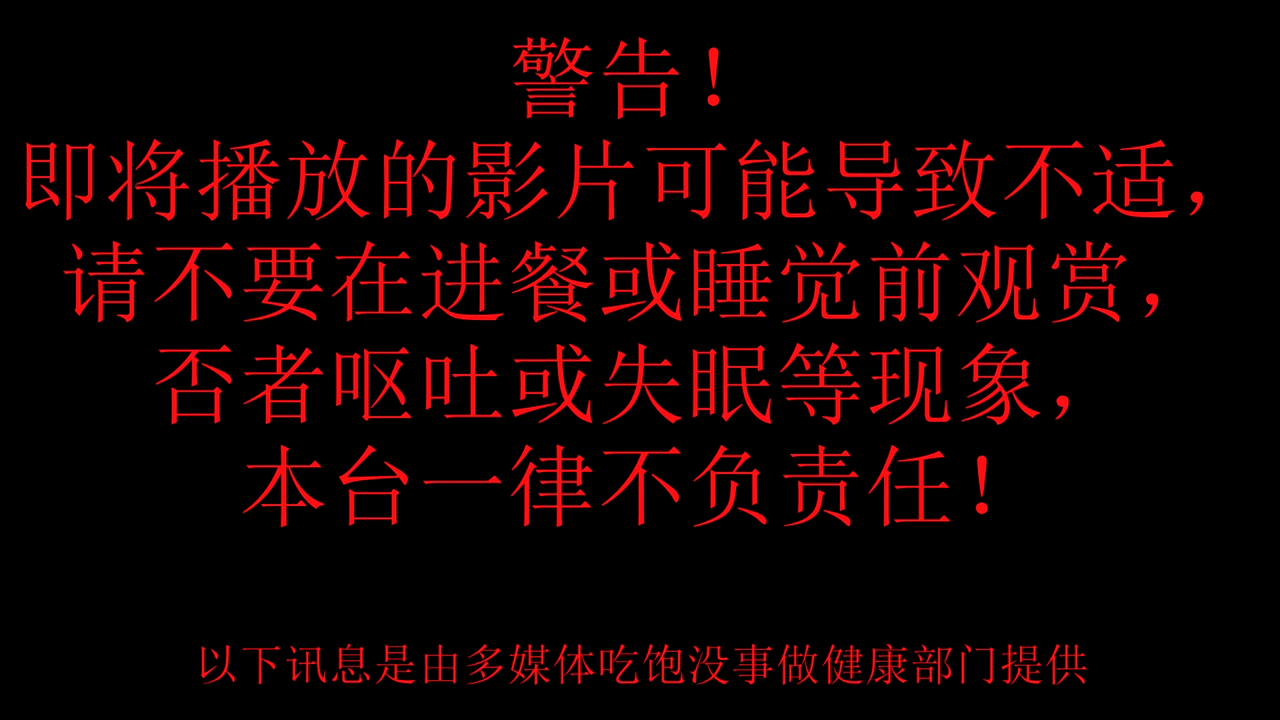 警告！
即将播放的影片可能导致不适，
请不要在进餐或睡觉前观赏，
否者呕吐或失眠等现象，
本台一律不负责任！
以下讯息是由多媒体吃饱没事做健康部门提供